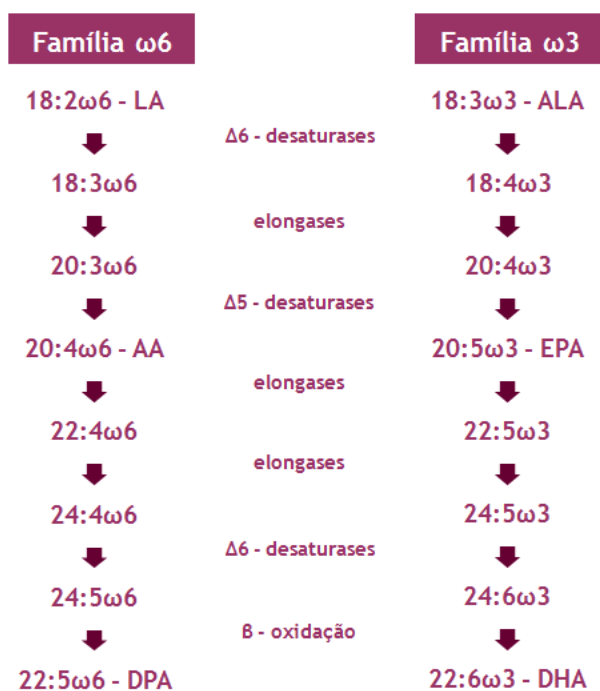 Família ω6
Família ω3
18:2ω6 - LA
18:3ω3 - ALA
Δ6 - desaturases
18:3ω6
18:4ω3
elongases
20:3ω6
20:4ω3
Δ5 - desaturases
20:4ω6 - AA
20:5ω3 - EPA
elongases
22:4ω6
22:5ω3
elongases
24:4ω6
24:5ω3
Δ6 - desaturases
24:5ω6
24:6ω3
β - oxidação
22:5ω6 - DPA
22:6ω3 - DHA